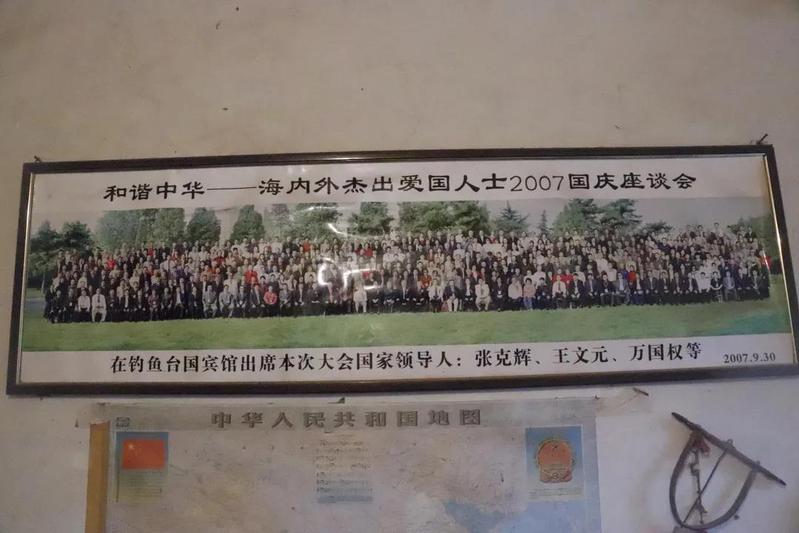 和谐中华——海内外杰出爱国人士2007国庆座谈会
在钓鱼台国宾馆出席本次大会国家领导人：张克辉、王文元、万国权等
2007.9.30
中华人民共和国地图